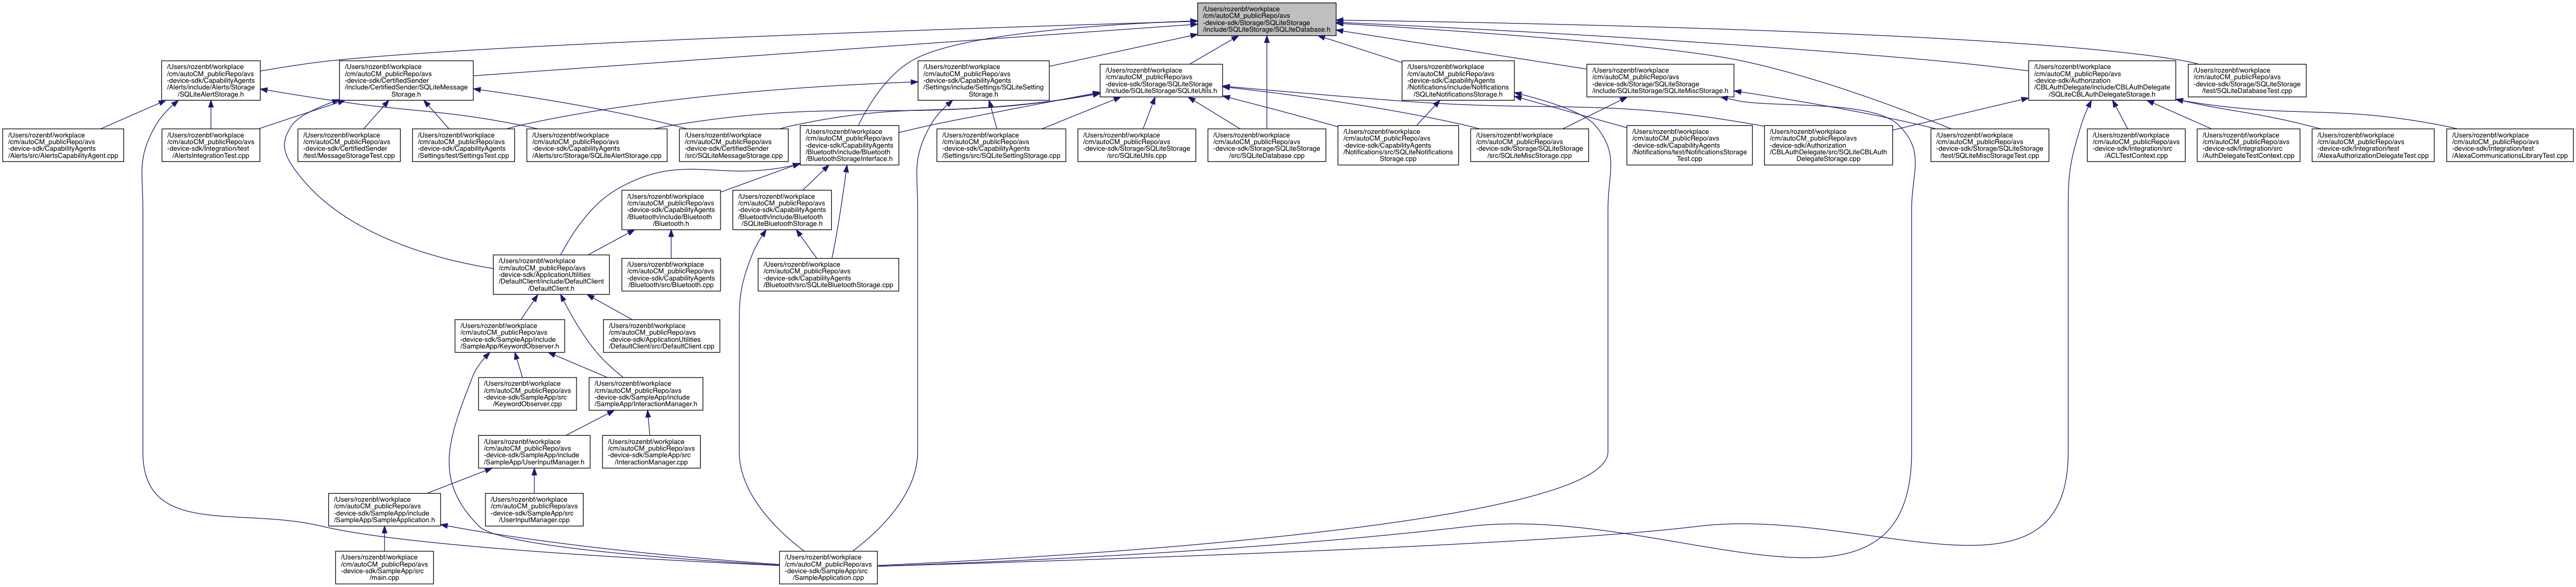 /Users/rozenbf/workplace
/cm/autoCM_publicRepo/avs
-device-sdk/Storage/SQLiteStorage
/include/SQLiteStorage/SQLiteDatabase.h
/Users/rozenbf/workplace
/cm/autoCM_publicRepo/avs
-device-sdk/CapabilityAgents
/Alerts/include/Alerts/Storage
/SQLiteAlertStorage.h
/Users/rozenbf/workplace
/cm/autoCM_publicRepo/avs
-device-sdk/CertifiedSender
/include/CertifiedSender/SQLiteMessage
Storage.h
/Users/rozenbf/workplace
/cm/autoCM_publicRepo/avs
-device-sdk/CapabilityAgents
/Settings/include/Settings/SQLiteSetting
Storage.h
/Users/rozenbf/workplace
/cm/autoCM_publicRepo/avs
-device-sdk/Storage/SQLiteStorage
/include/SQLiteStorage/SQLiteUtils.h
/Users/rozenbf/workplace
/cm/autoCM_publicRepo/avs
-device-sdk/CapabilityAgents
/Notifications/include/Notifications
/SQLiteNotificationsStorage.h
/Users/rozenbf/workplace
/cm/autoCM_publicRepo/avs
-device-sdk/Storage/SQLiteStorage
/include/SQLiteStorage/SQLiteMiscStorage.h
/Users/rozenbf/workplace
/cm/autoCM_publicRepo/avs
-device-sdk/Authorization
/CBLAuthDelegate/include/CBLAuthDelegate
/SQLiteCBLAuthDelegateStorage.h
/Users/rozenbf/workplace
/cm/autoCM_publicRepo/avs
-device-sdk/Storage/SQLiteStorage
/test/SQLiteDatabaseTest.cpp
/Users/rozenbf/workplace
/cm/autoCM_publicRepo/avs
-device-sdk/CapabilityAgents
/Alerts/src/AlertsCapabilityAgent.cpp
/Users/rozenbf/workplace
/cm/autoCM_publicRepo/avs
-device-sdk/Integration/test
/AlertsIntegrationTest.cpp
/Users/rozenbf/workplace
/cm/autoCM_publicRepo/avs
-device-sdk/CertifiedSender
/test/MessageStorageTest.cpp
/Users/rozenbf/workplace
/cm/autoCM_publicRepo/avs
-device-sdk/CapabilityAgents
/Settings/test/SettingsTest.cpp
/Users/rozenbf/workplace
/cm/autoCM_publicRepo/avs
-device-sdk/CapabilityAgents
/Alerts/src/Storage/SQLiteAlertStorage.cpp
/Users/rozenbf/workplace
/cm/autoCM_publicRepo/avs
-device-sdk/CertifiedSender
/src/SQLiteMessageStorage.cpp
/Users/rozenbf/workplace
/cm/autoCM_publicRepo/avs
-device-sdk/CapabilityAgents
/Bluetooth/include/Bluetooth
/BluetoothStorageInterface.h
/Users/rozenbf/workplace
/cm/autoCM_publicRepo/avs
-device-sdk/CapabilityAgents
/Settings/src/SQLiteSettingStorage.cpp
/Users/rozenbf/workplace
/cm/autoCM_publicRepo/avs
-device-sdk/Storage/SQLiteStorage
/src/SQLiteUtils.cpp
/Users/rozenbf/workplace
/cm/autoCM_publicRepo/avs
-device-sdk/Storage/SQLiteStorage
/src/SQLiteDatabase.cpp
/Users/rozenbf/workplace
/cm/autoCM_publicRepo/avs
-device-sdk/CapabilityAgents
/Notifications/src/SQLiteNotifications
Storage.cpp
/Users/rozenbf/workplace
/cm/autoCM_publicRepo/avs
-device-sdk/Storage/SQLiteStorage
/src/SQLiteMiscStorage.cpp
/Users/rozenbf/workplace
/cm/autoCM_publicRepo/avs
-device-sdk/CapabilityAgents
/Notifications/test/NotificationsStorage
Test.cpp
/Users/rozenbf/workplace
/cm/autoCM_publicRepo/avs
-device-sdk/Authorization
/CBLAuthDelegate/src/SQLiteCBLAuth
DelegateStorage.cpp
/Users/rozenbf/workplace
/cm/autoCM_publicRepo/avs
-device-sdk/Storage/SQLiteStorage
/test/SQLiteMiscStorageTest.cpp
/Users/rozenbf/workplace
/cm/autoCM_publicRepo/avs
-device-sdk/Integration/src
/ACLTestContext.cpp
/Users/rozenbf/workplace
/cm/autoCM_publicRepo/avs
-device-sdk/Integration/src
/AuthDelegateTestContext.cpp
/Users/rozenbf/workplace
/cm/autoCM_publicRepo/avs
-device-sdk/Integration/test
/AlexaAuthorizationDelegateTest.cpp
/Users/rozenbf/workplace
/cm/autoCM_publicRepo/avs
-device-sdk/Integration/test
/AlexaCommunicationsLibraryTest.cpp
/Users/rozenbf/workplace
/cm/autoCM_publicRepo/avs
-device-sdk/CapabilityAgents
/Bluetooth/include/Bluetooth
/Bluetooth.h
/Users/rozenbf/workplace
/cm/autoCM_publicRepo/avs
-device-sdk/CapabilityAgents
/Bluetooth/include/Bluetooth
/SQLiteBluetoothStorage.h
/Users/rozenbf/workplace
/cm/autoCM_publicRepo/avs
-device-sdk/ApplicationUtilities
/DefaultClient/include/DefaultClient
/DefaultClient.h
/Users/rozenbf/workplace
/cm/autoCM_publicRepo/avs
-device-sdk/CapabilityAgents
/Bluetooth/src/Bluetooth.cpp
/Users/rozenbf/workplace
/cm/autoCM_publicRepo/avs
-device-sdk/CapabilityAgents
/Bluetooth/src/SQLiteBluetoothStorage.cpp
/Users/rozenbf/workplace
/cm/autoCM_publicRepo/avs
-device-sdk/SampleApp/include
/SampleApp/KeywordObserver.h
/Users/rozenbf/workplace
/cm/autoCM_publicRepo/avs
-device-sdk/ApplicationUtilities
/DefaultClient/src/DefaultClient.cpp
/Users/rozenbf/workplace
/cm/autoCM_publicRepo/avs
-device-sdk/SampleApp/src
/KeywordObserver.cpp
/Users/rozenbf/workplace
/cm/autoCM_publicRepo/avs
-device-sdk/SampleApp/include
/SampleApp/InteractionManager.h
/Users/rozenbf/workplace
/cm/autoCM_publicRepo/avs
-device-sdk/SampleApp/include
/SampleApp/UserInputManager.h
/Users/rozenbf/workplace
/cm/autoCM_publicRepo/avs
-device-sdk/SampleApp/src
/InteractionManager.cpp
/Users/rozenbf/workplace
/cm/autoCM_publicRepo/avs
-device-sdk/SampleApp/include
/SampleApp/SampleApplication.h
/Users/rozenbf/workplace
/cm/autoCM_publicRepo/avs
-device-sdk/SampleApp/src
/UserInputManager.cpp
/Users/rozenbf/workplace
/cm/autoCM_publicRepo/avs
-device-sdk/SampleApp/src
/main.cpp
/Users/rozenbf/workplace
/cm/autoCM_publicRepo/avs
-device-sdk/SampleApp/src
/SampleApplication.cpp